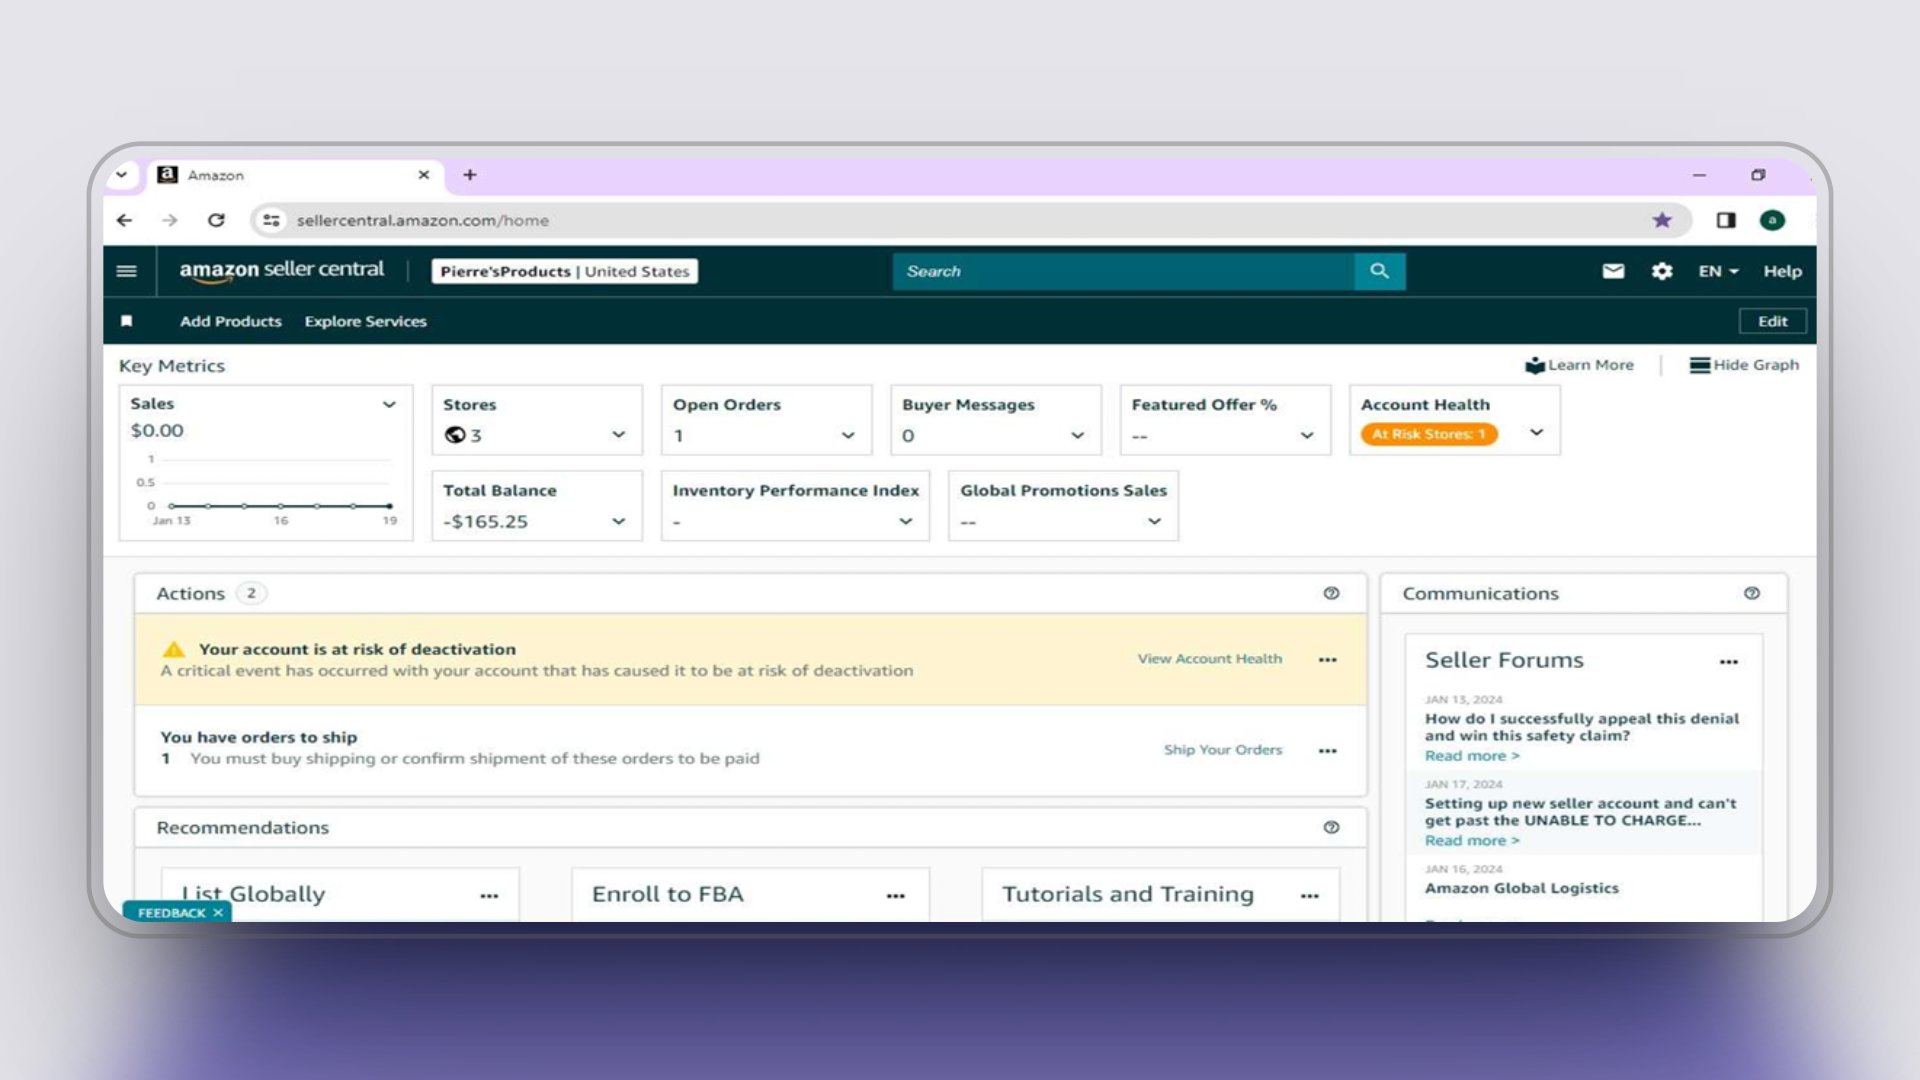 Amazon
sellercentral.amazon.com/home
amazon seller central
Pierre'sProducts | United States
Search
EN
Help
Add Products
Explore Services
Edit
Key Metrics
Learn More
Hide Graph
Sales
$0.00
1
0.5
0
Jan 13
16
19
Stores
3
Open Orders
1
Buyer Messages
0
Featured Offer %
--
Account Health
At Risk Stores: 1
Total Balance
-$165.25
Inventory Performance Index
-
Global Promotions Sales
--
Actions 2
Your account is at risk of deactivation
A critical event has occurred with your account that has caused it to be at risk of deactivation
View Account Health
You have orders to ship
1 You must buy shipping or confirm shipment of these orders to be paid
Ship Your Orders
Recommendations
List Globally
Enroll to FBA
Tutorials and Training
FEEDBACK
Communications
Seller Forums
JAN 13, 2024
How do I successfully appeal this denial
and win this safety claim?
Read more >
JAN 17, 2024
Setting up new seller account and can't
get past the UNABLE TO CHARGE...
Read more >
JAN 16, 2024
Amazon Global Logistics